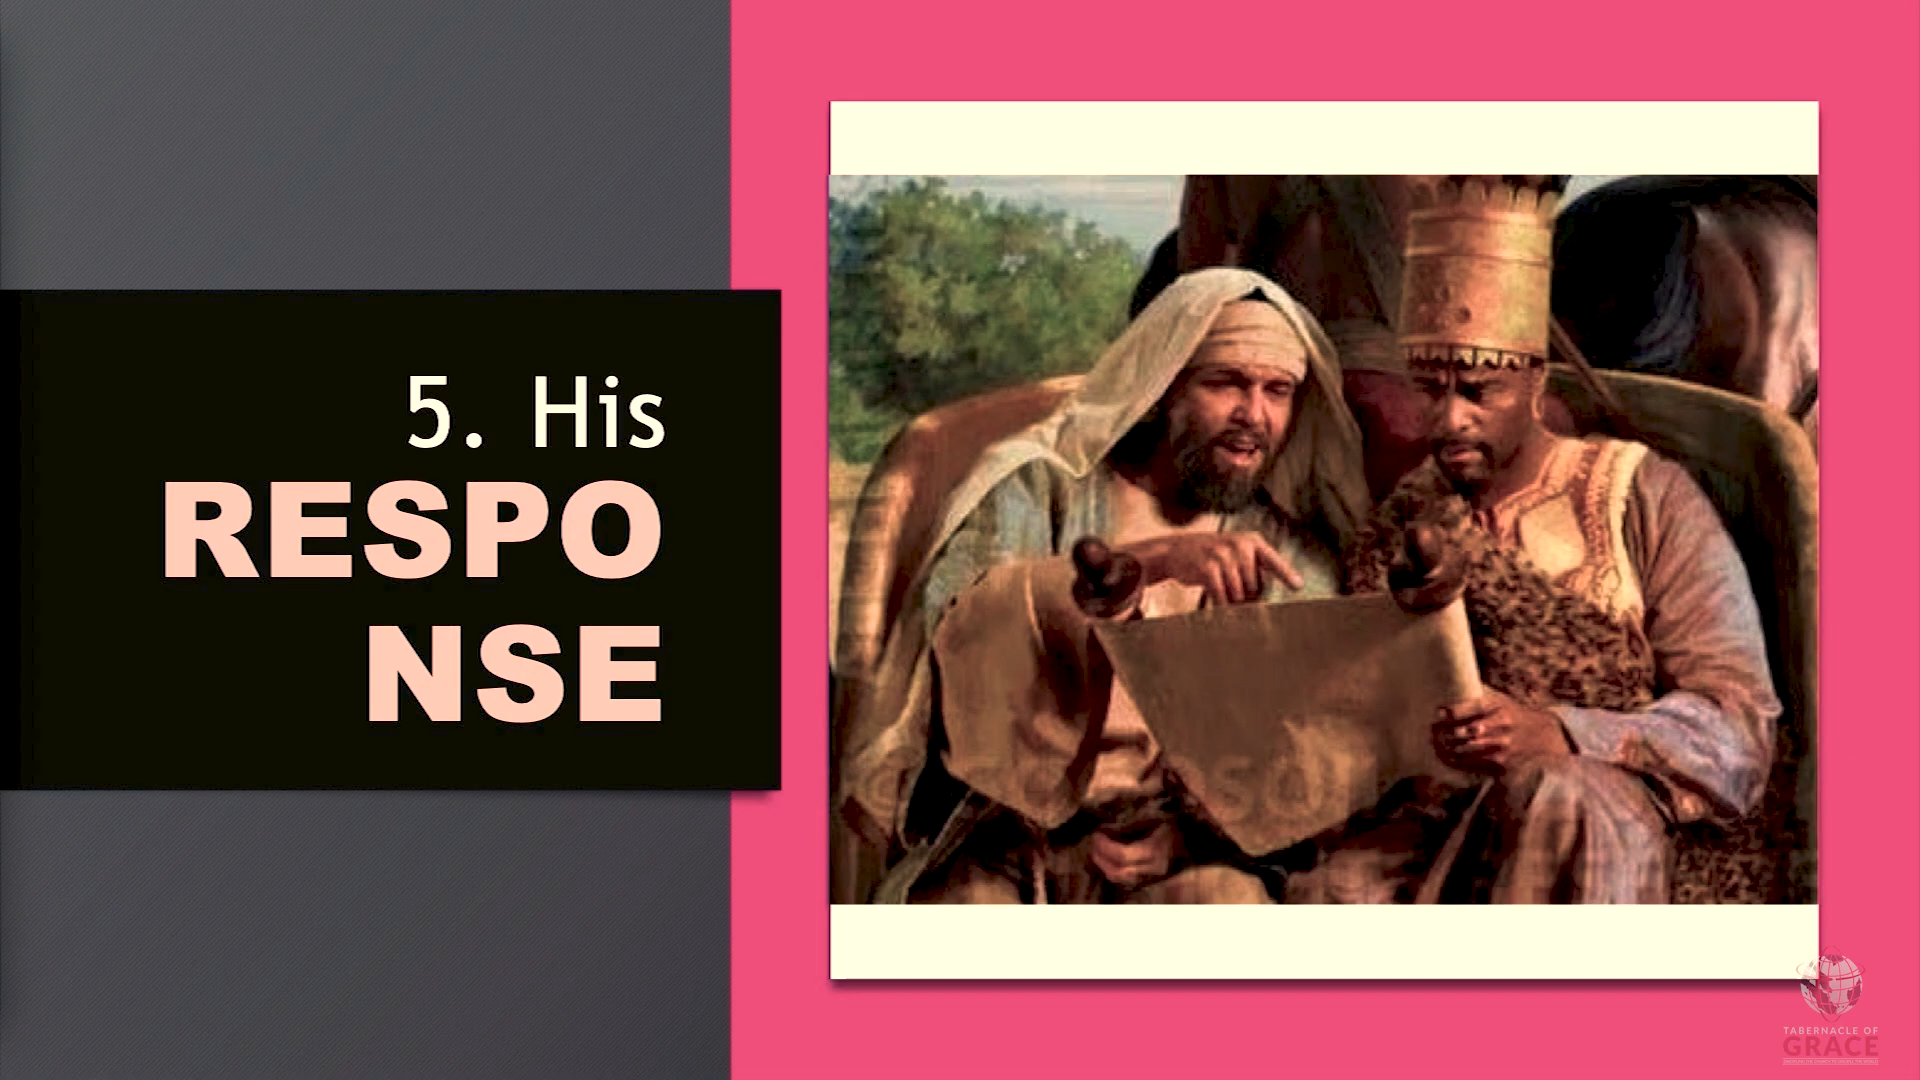 5. His
RESPO
NSE
TABERNACLE OF
GRACE